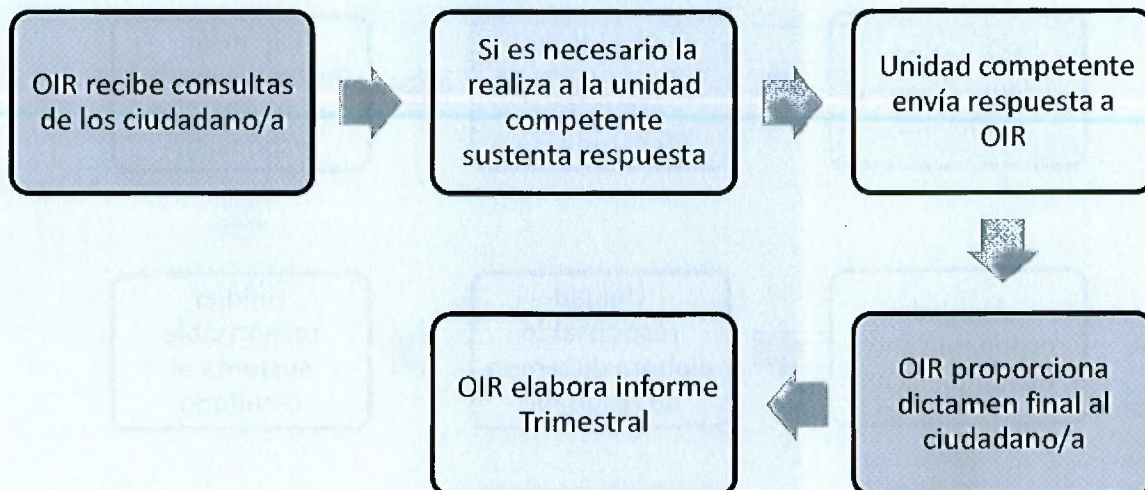 OIR recibe consultas
de los ciudadano/a
Si es necesario la
realiza a la unidad
competente
sustenta respuesta
Unidad competente
envía respuesta a
OIR
OIR proporciona
dictamen final al
ciudadano/a
OIR elabora informe
Trimestral